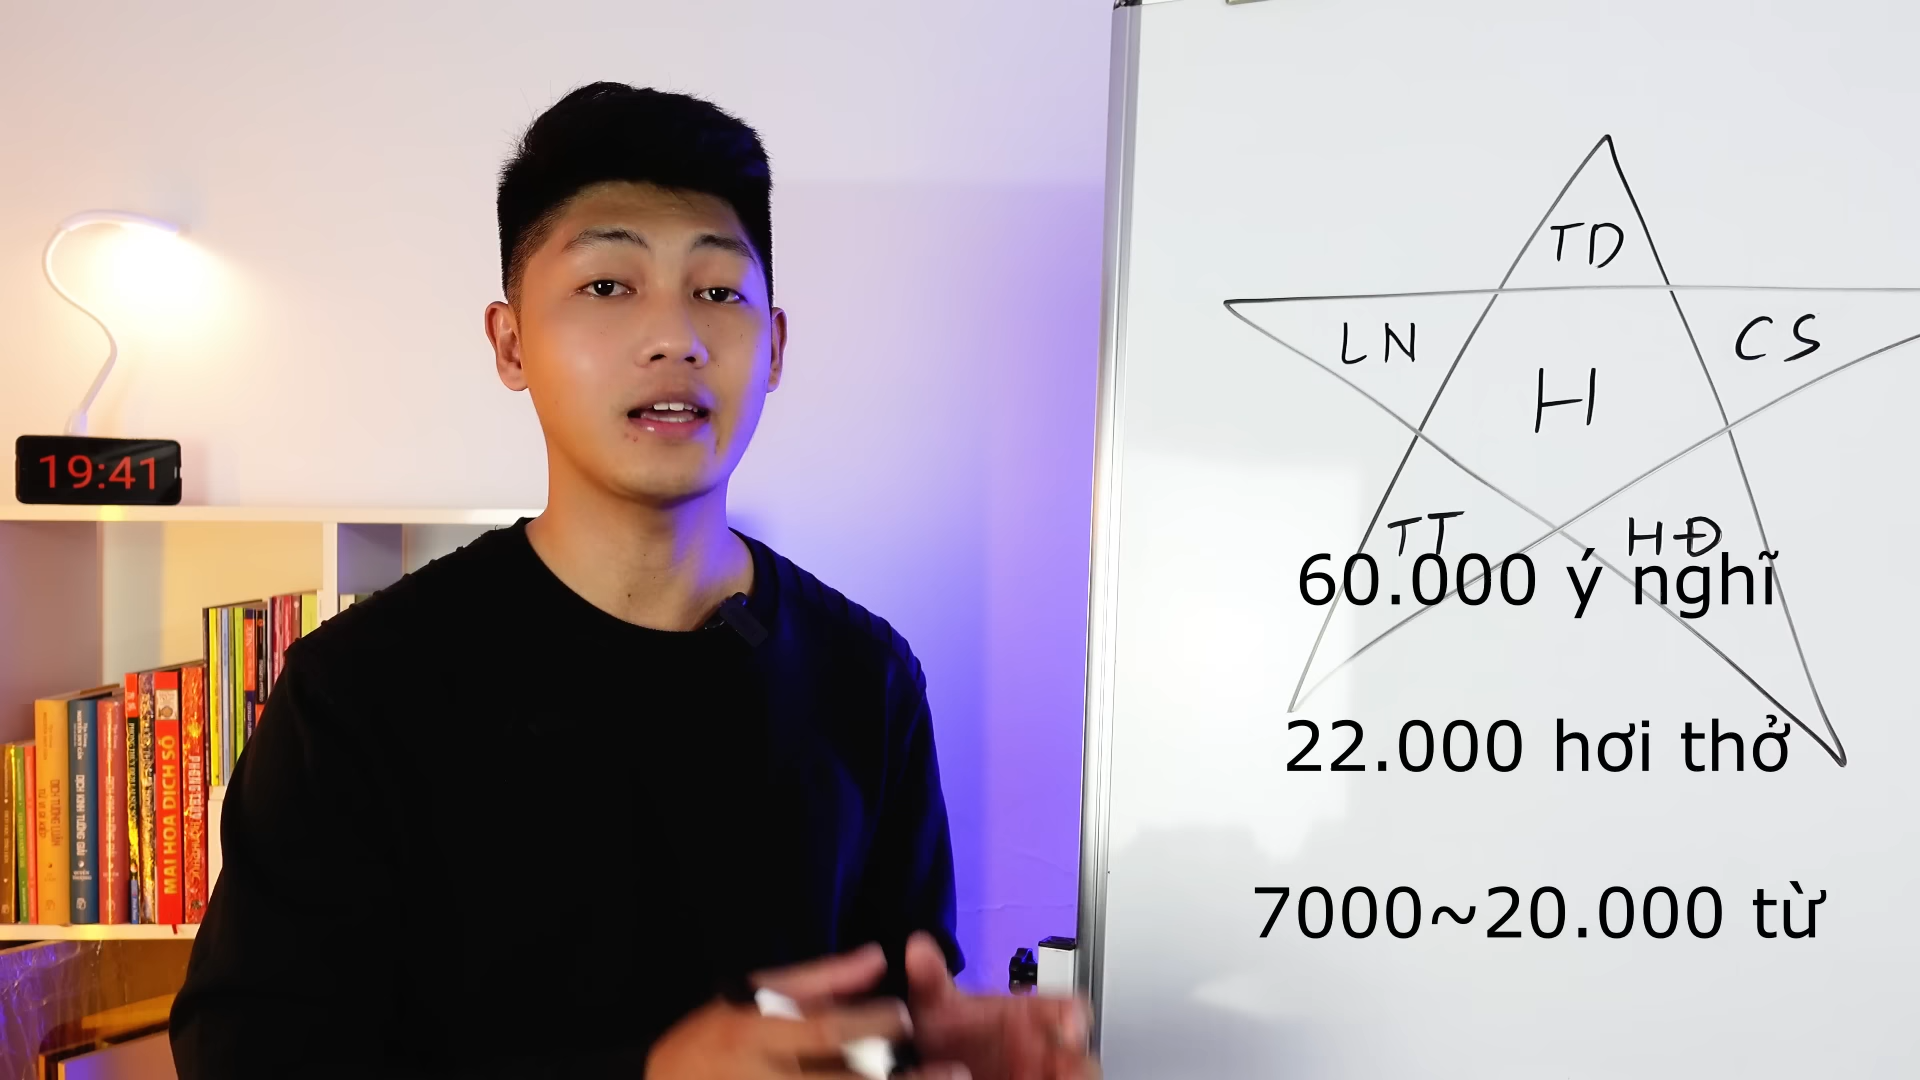 19:41
TD
LN
CS
H
TT
HĐ
60.000 ý nghĩ
22.000 hơi thở
7000~20.000 từ
MAI HOA DỊCH SỐ